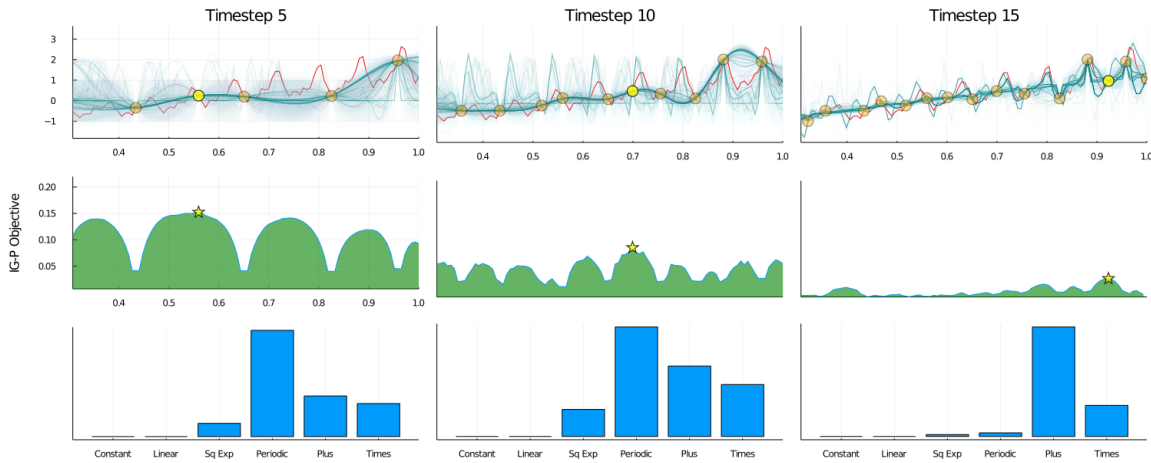 Timestep 5 Timestep 10 Timestep 15
3
2
1
0
−1
0.4 0.5 0.6 0.7 0.8 0.9 1.0 0.4 0.5 0.6 0.7 0.8 0.9 1.0 0.4 0.5 0.6 0.7 0.8 0.9 1.0
IG-P Objective
0.20
0.15
0.10
0.05
0.4 0.5 0.6 0.7 0.8 0.9 1.0
Constant Linear Sq Exp Periodic Plus Times Constant Linear Sq Exp Periodic Plus Times Constant Linear Sq Exp Periodic Plus Times